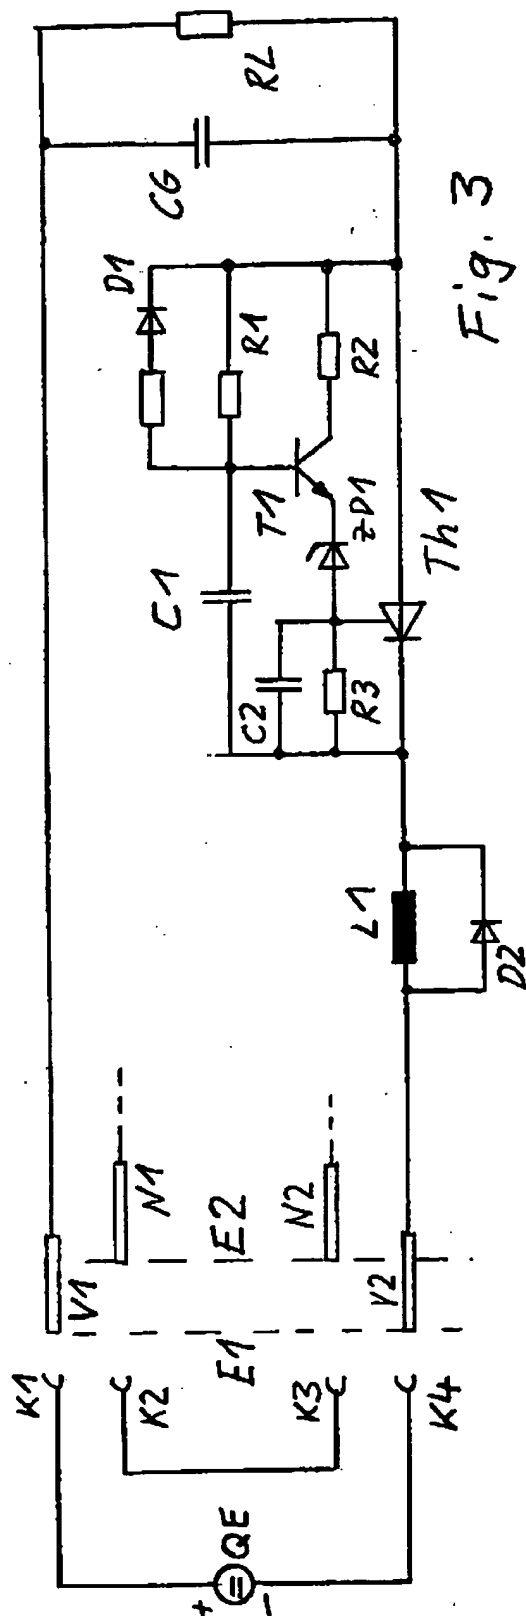 K1
K2
K3
K4
+
QE
-
E1
V1
V2
E2
N1
N2
L1
D2
C1
C2
R3
T1
ZD1
Th1
D1
R1
R2
CG
RL
Fig. 3